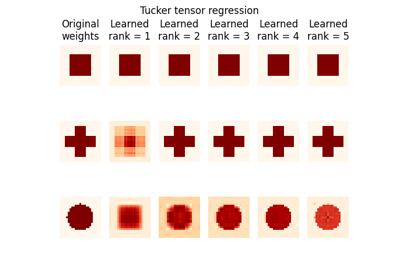 Tucker tensor regression
Original weights
Learned rank = 1
Learned rank = 2
Learned rank = 3
Learned rank = 4
Learned rank = 5